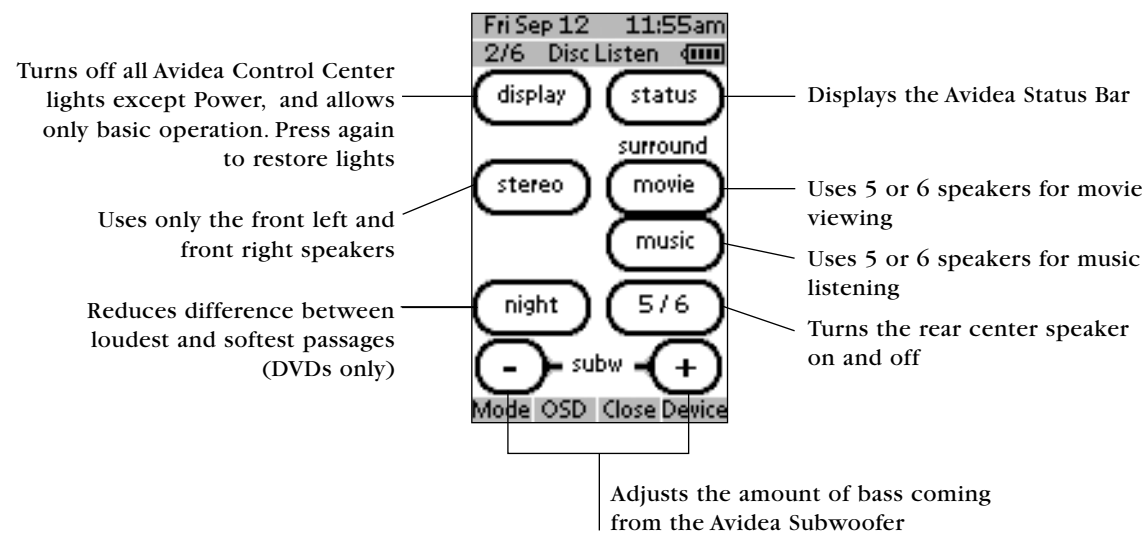 Fri Sep 12 11:55am
2/6 Disc Listen
Turns off all Avidea Control Center
lights except Power, and allows
only basic operation. Press again
to restore lights
display
status
Displays the Avidea Status Bar
surround
stereo
movie
Uses only the front left and
front right speakers
Uses 5 or 6 speakers for movie
viewing
music
Uses 5 or 6 speakers for music
listening
Reduces difference between
loudest and softest passages
(DVDs only)
night
5 / 6
Turns the rear center speaker
on and off
- subw +
Mode OSD Close Device
Adjusts the amount of bass coming
from the Avidea Subwoofer